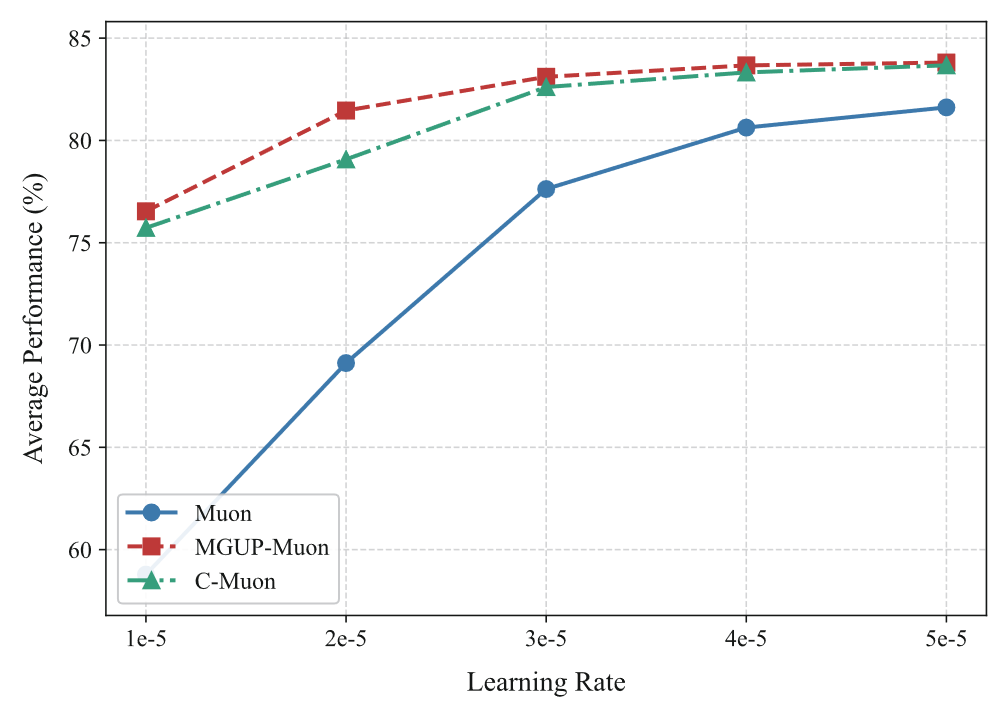 85
80
75
70
65
60
Average Performance (%)
Muon
MGUP-Muon
C-Muon
1e-5 2e-5 3e-5 4e-5 5e-5
Learning Rate